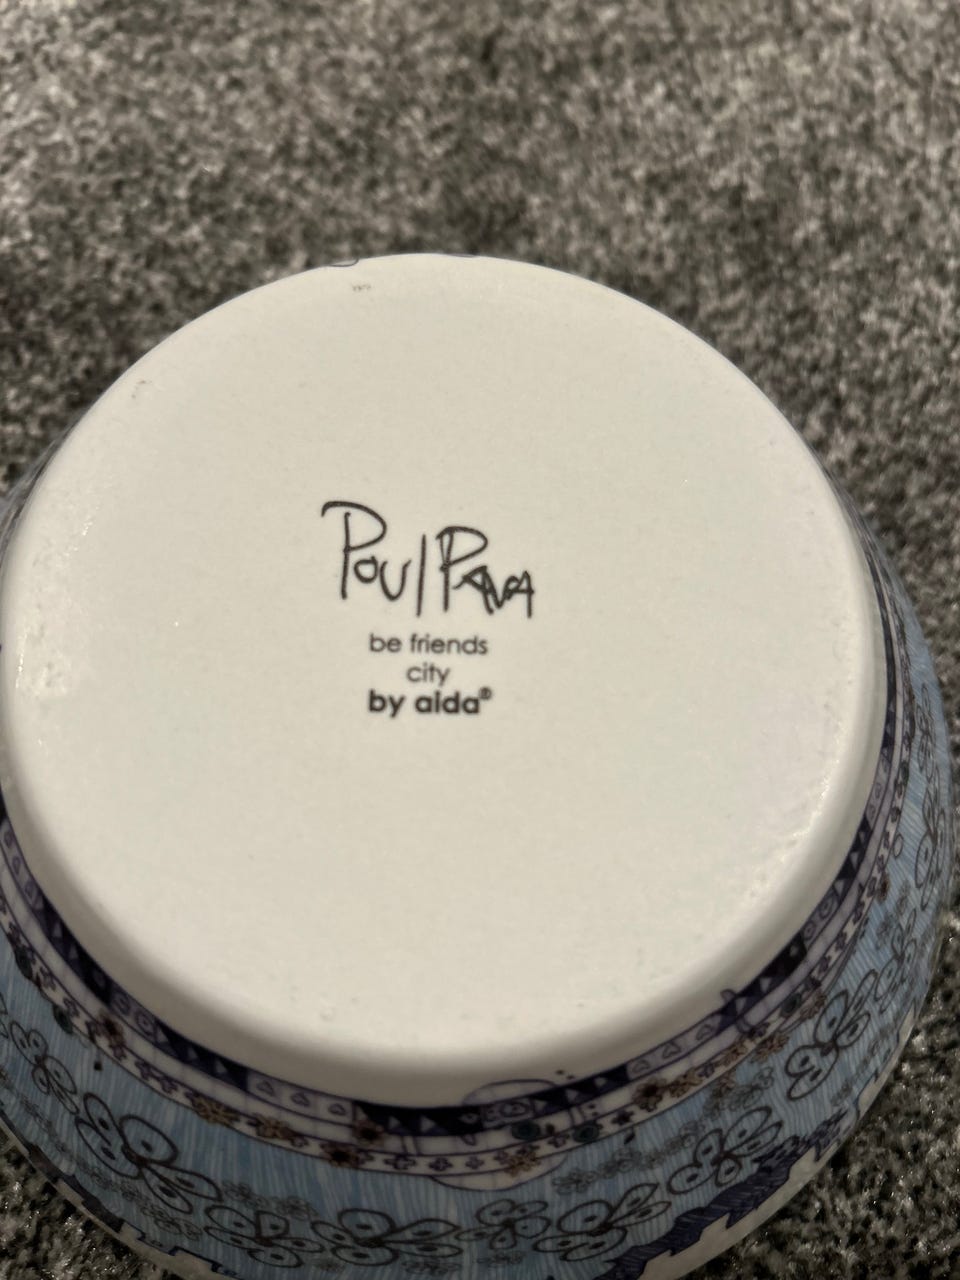 Poul Pava
be friends
city
by aida®